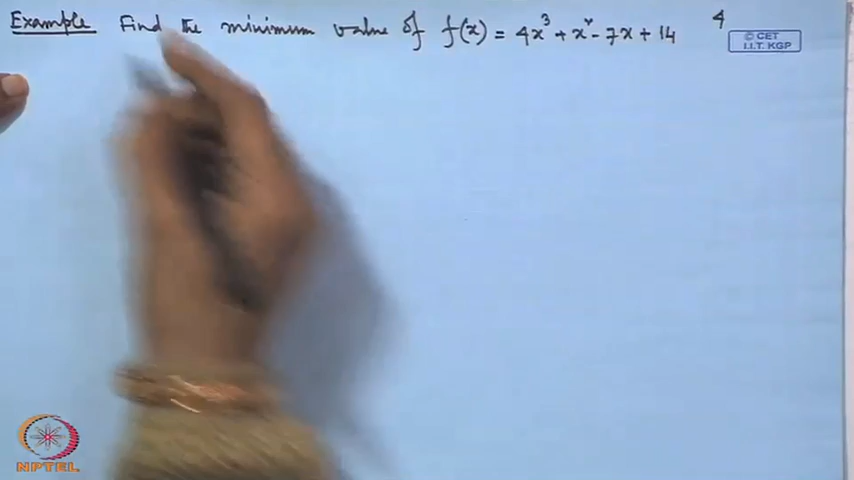 Example Find the minimum value of f(x) = 4x³ + x² - 7x + 14
4
© CET
I.I.T. KGP
NPTEL